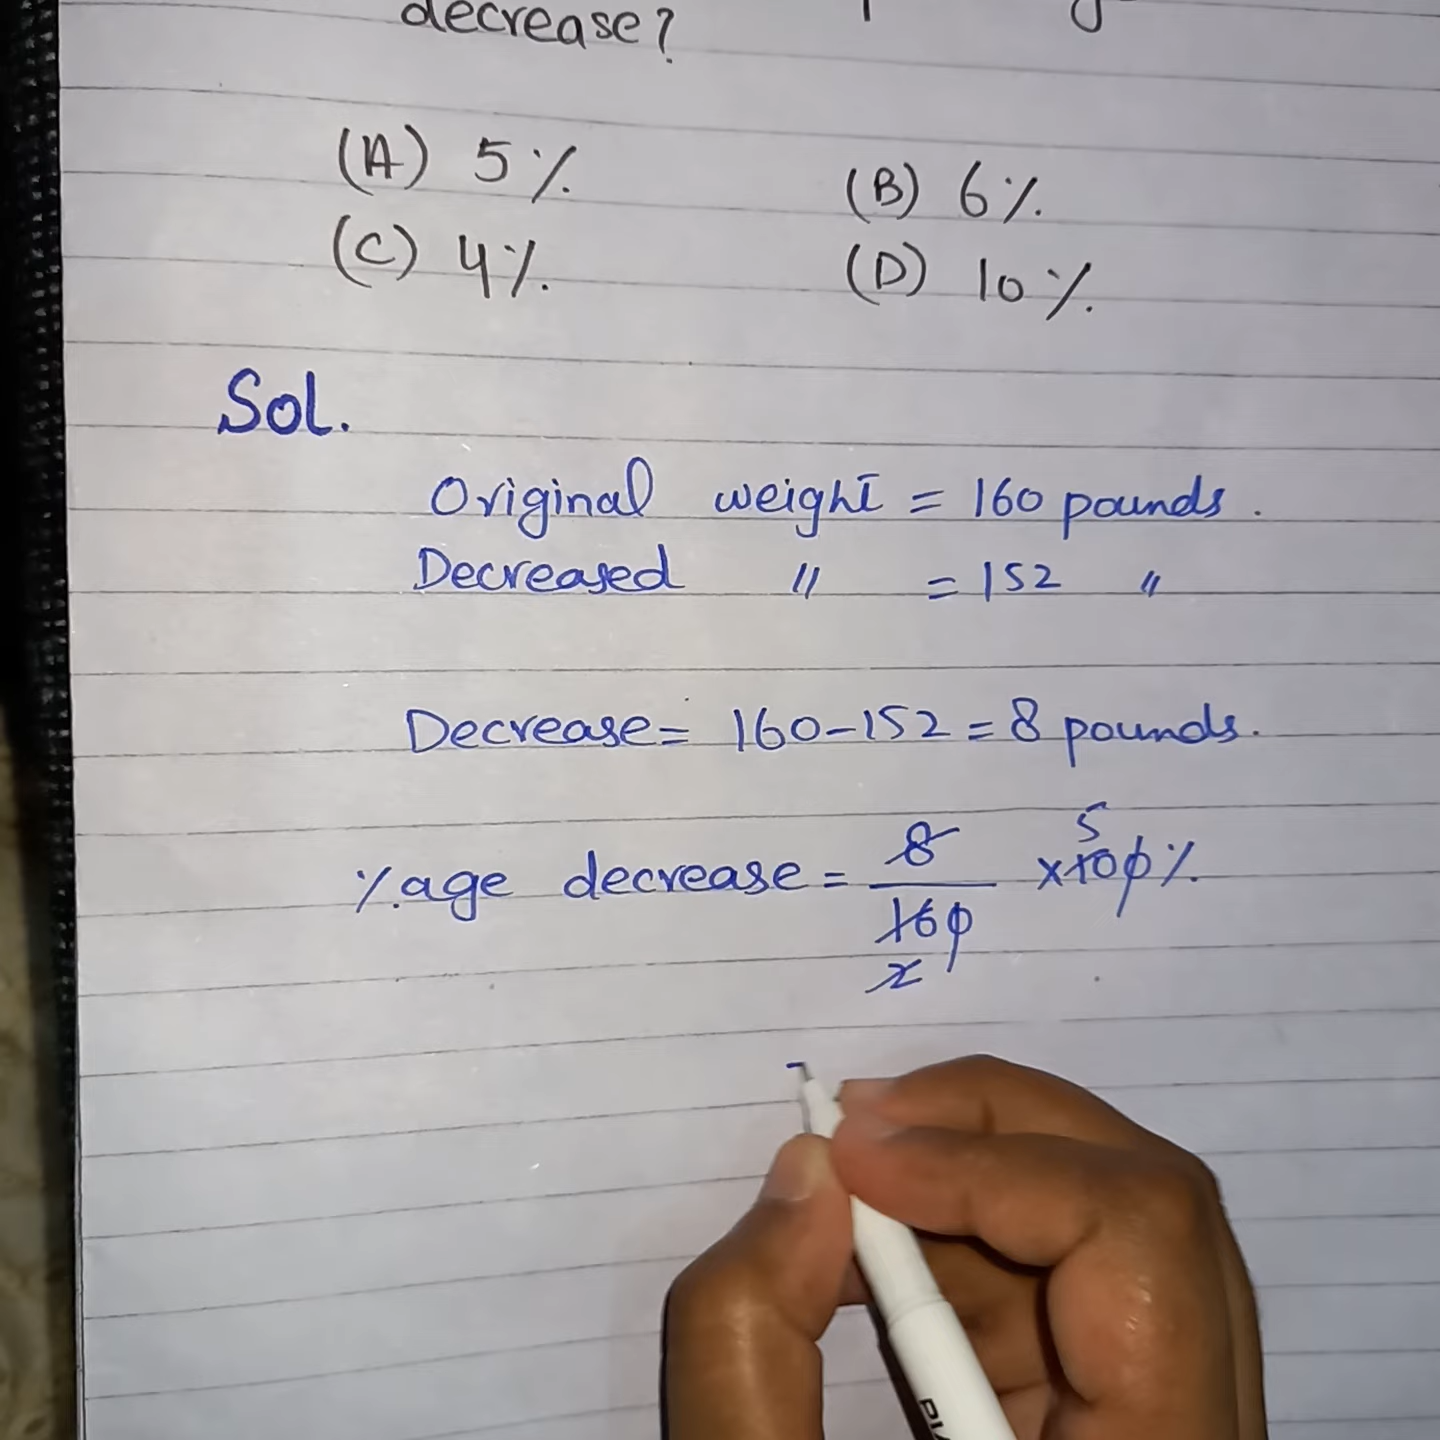 decrease?
(A) 5% (B) 6%
(C) 4% (D) 10%
Sol.
Original weight = 160 pounds.
Decreased " = 152 "
Decrease = 160-152 = 8 pounds.
5
%age decrease = 8/160 x100%
2